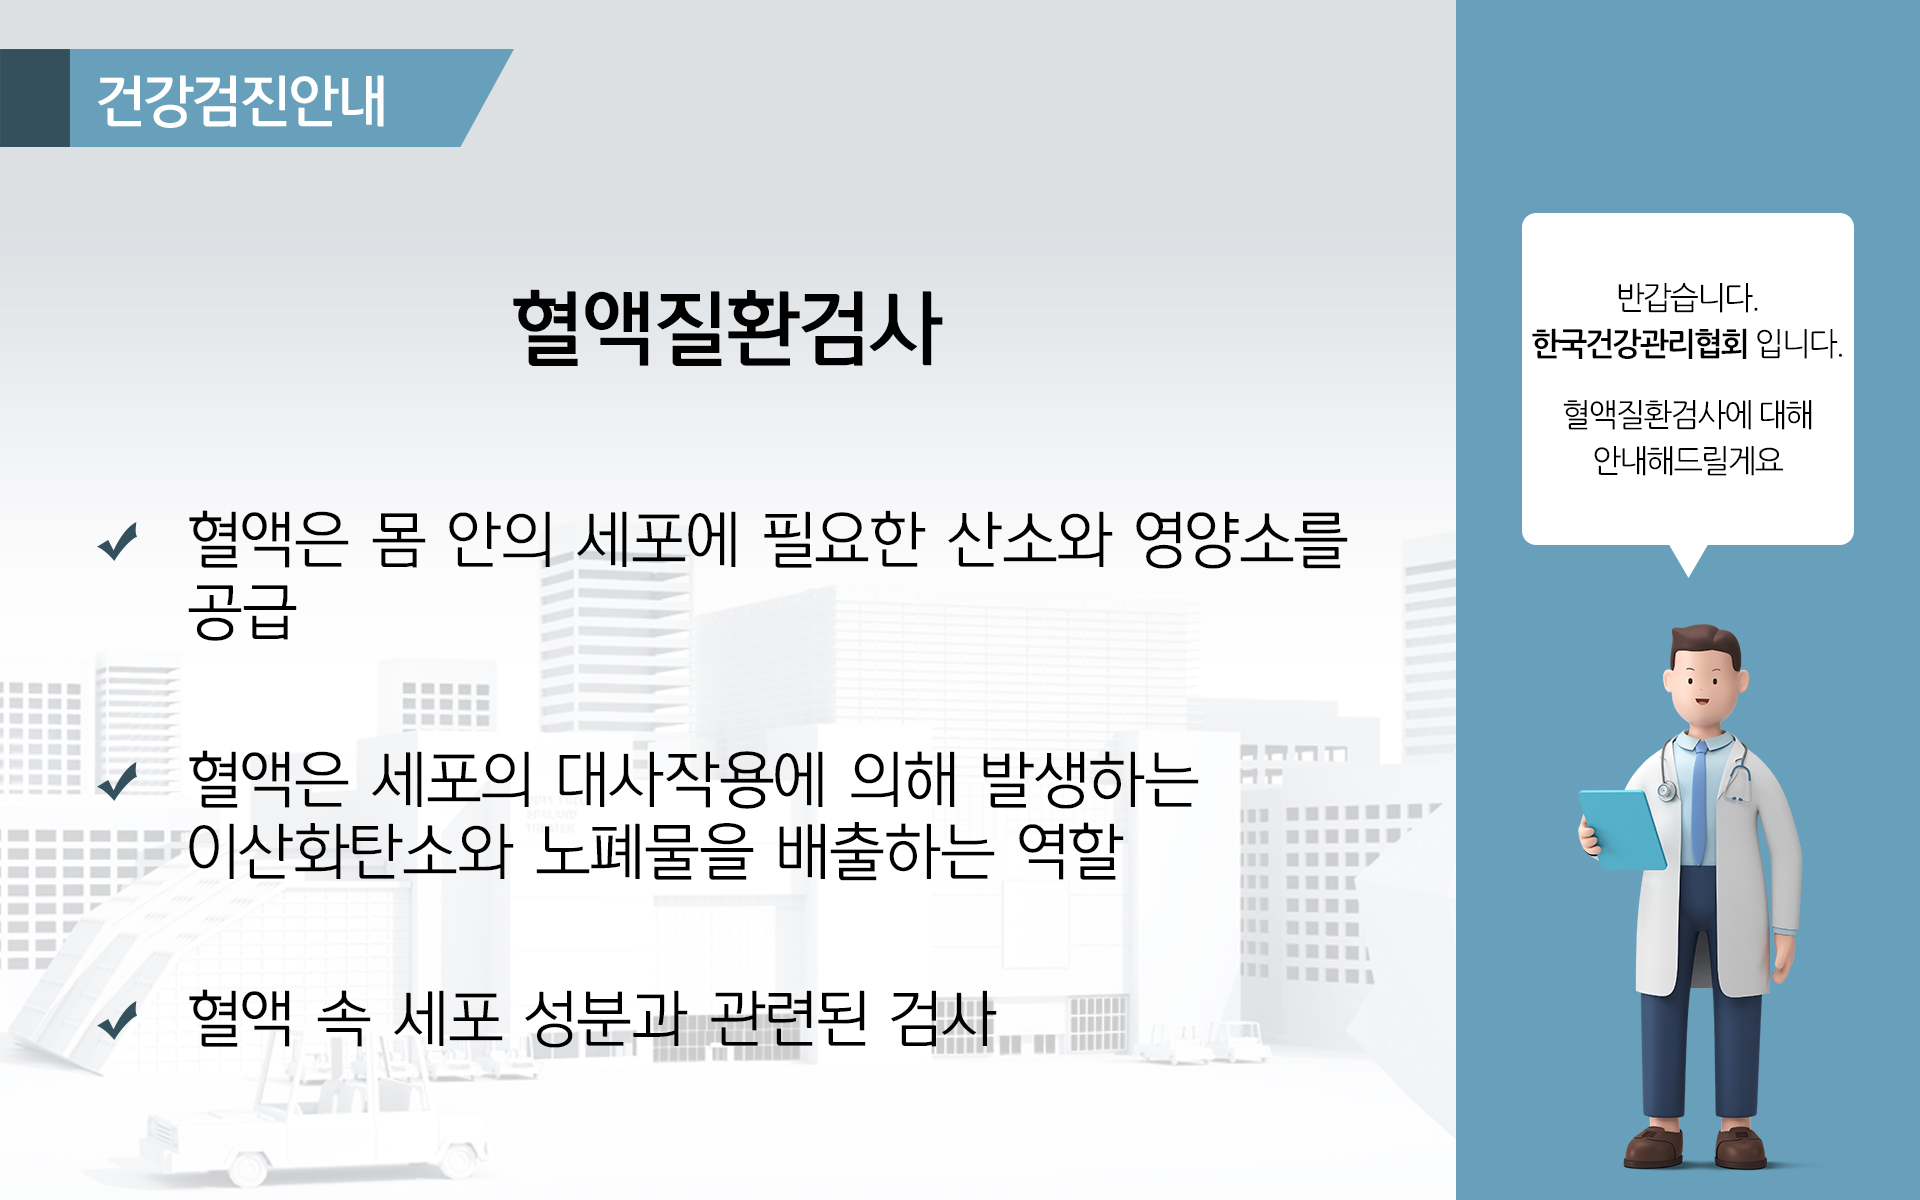 건강검진안내
혈액질환검사
혈액은 몸 안의 세포에 필요한 산소와 영양소를
공급
혈액은 세포의 대사작용에 의해 발생하는
이산화탄소와 노폐물을 배출하는 역할
혈액 속 세포 성분과 관련된 검사
반갑습니다.
한국건강관리협회 입니다.
혈액질환검사에 대해
안내해드릴게요